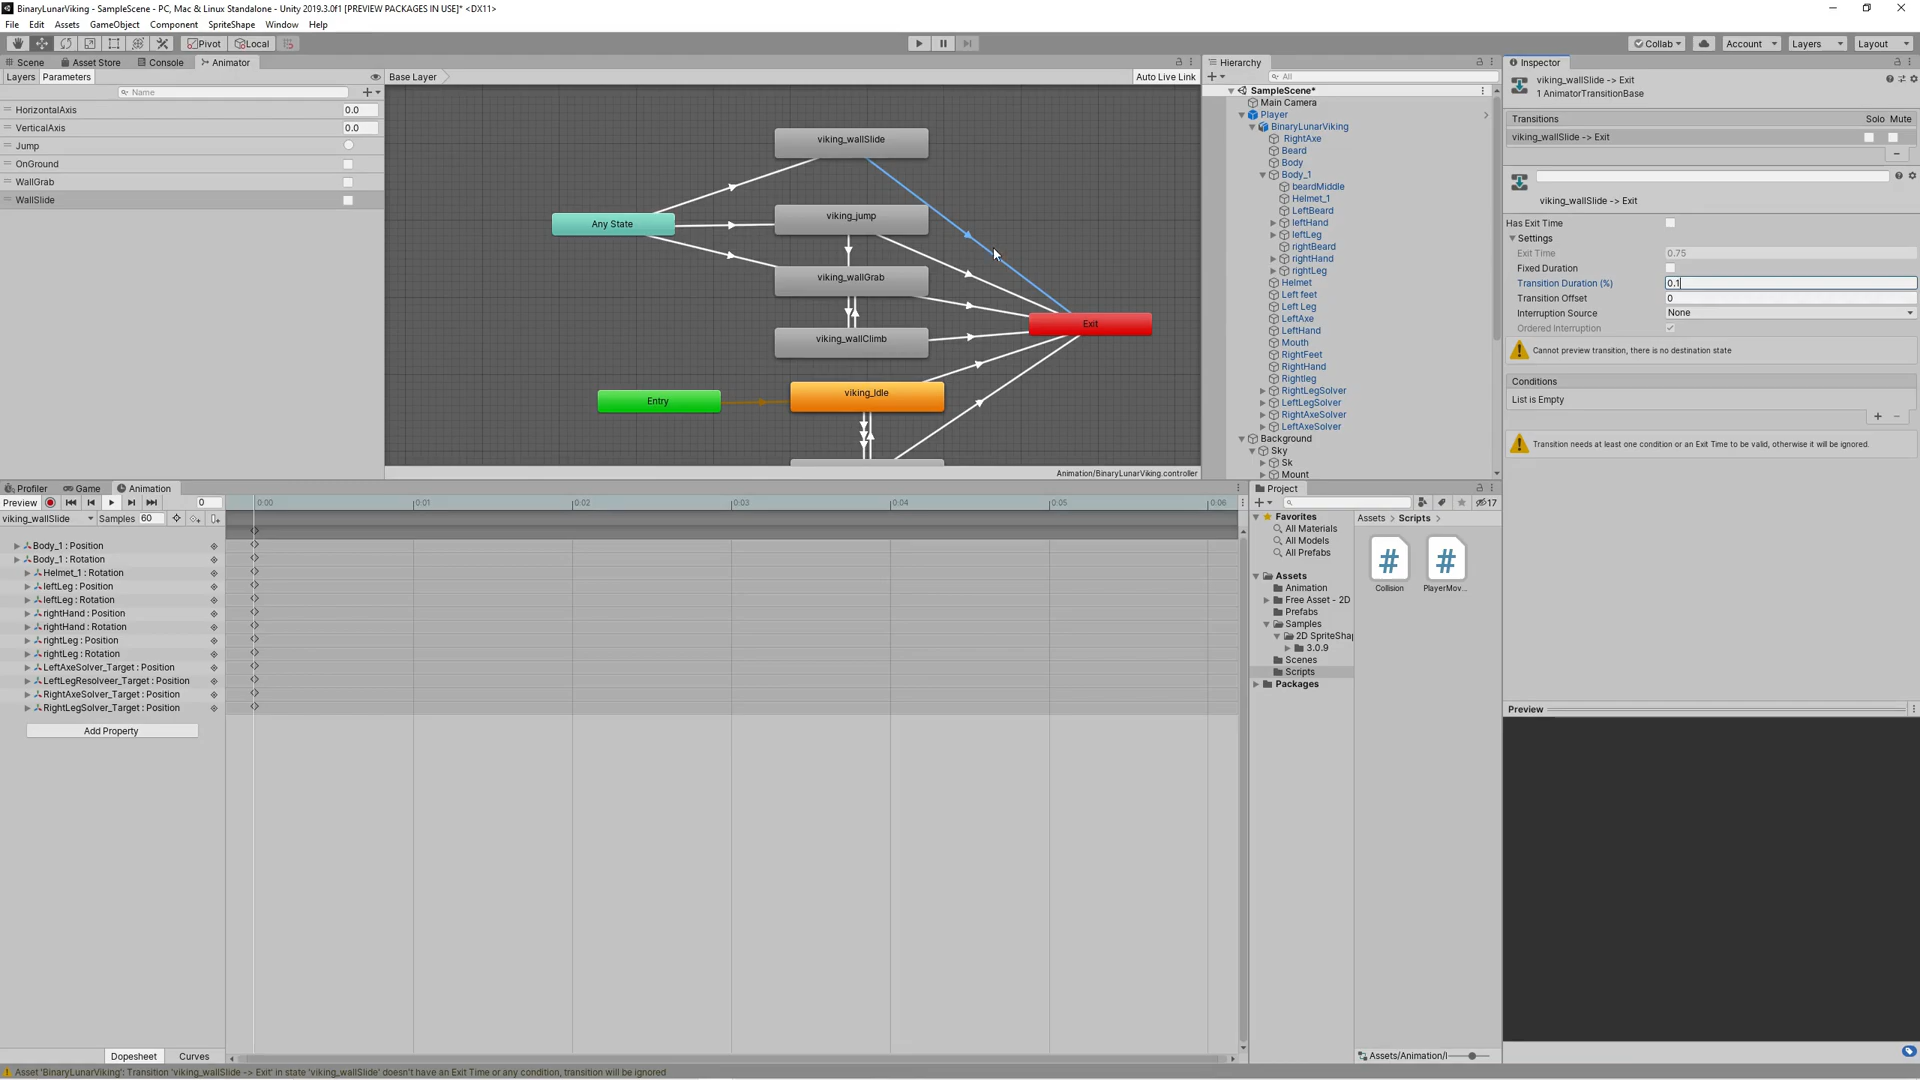 BinaryLunarViking - SampleScene - PC, Mac & Linux Standalone - Unity 2019.3.0f1 [PREVIEW PACKAGES IN USE]* <DX11>
File Edit Assets GameObject Component SpriteShape Window Help
Pivot Local Collab Account Layers Layout
Scene Asset Store Console Animator
Layers Parameters Base Layer Auto Live Link
Name
HorizontalAxis 0.0
VerticalAxis 0.0
Jump
OnGround
WallGrab
WallSlide
viking_wallSlide
viking_jump
Any State
viking_wallGrab
Exit
viking_wallClimb
viking_Idle
Entry
Animation/BinaryLunarViking.controller
Hierarchy
All
SampleScene*
Main Camera
Player
BinaryLunarViking
RightAxe
Beard
Body
Body_1
beardMiddle
Helmet_1
LeftBeard
leftHand
leftLeg
rightBeard
rightHand
rightLeg
Helmet
Left feet
Left Leg
LeftAxe
LeftHand
Mouth
RightFeet
RightHand
Rightleg
RightLegSolver
LeftLegSolver
RightAxeSolver
LeftAxeSolver
Background
Sky
Sk
Mount
Inspector
viking_wallSlide -> Exit
1 AnimatorTransitionBase
Transitions Solo Mute
viking_wallSlide -> Exit
viking_wallSlide -> Exit
Has Exit Time
Settings
Exit Time 0.75
Fixed Duration
Transition Duration (%) 0.1
Transition Offset 0
Interruption Source None
Ordered Interruption
Cannot preview transition, there is no destination state
Conditions
List is Empty
Transition needs at least one condition or an Exit Time to be valid, otherwise it will be ignored.
Preview
Profiler Game Animation
Preview 0 0:00 0:01 0:02 0:03 0:04 0:05 0:06
viking_wallSlide Samples 60
Body_1 : Position
Body_1 : Rotation
Helmet_1 : Rotation
leftLeg : Position
leftLeg : Rotation
rightHand : Position
rightHand : Rotation
rightLeg : Position
rightLeg : Rotation
LeftAxeSolver_Target : Position
LeftLegResolveer_Target : Position
RightAxeSolver_Target : Position
RightLegSolver_Target : Position
Add Property
Dopesheet Curves
Project
17
Favorites
All Materials
All Models
All Prefabs
Assets
Animation
Free Asset - 2D
Prefabs
Samples
2D SpriteShap
3.0.9
Scenes
Scripts
Packages
Assets > Scripts >
Collision PlayerMov...
Assets/Animation/
Asset 'BinaryLunarViking': Transition 'viking_wallSlide -> Exit' in state 'viking_wallSlide' doesn't have an Exit Time or any condition, transition will be ignored